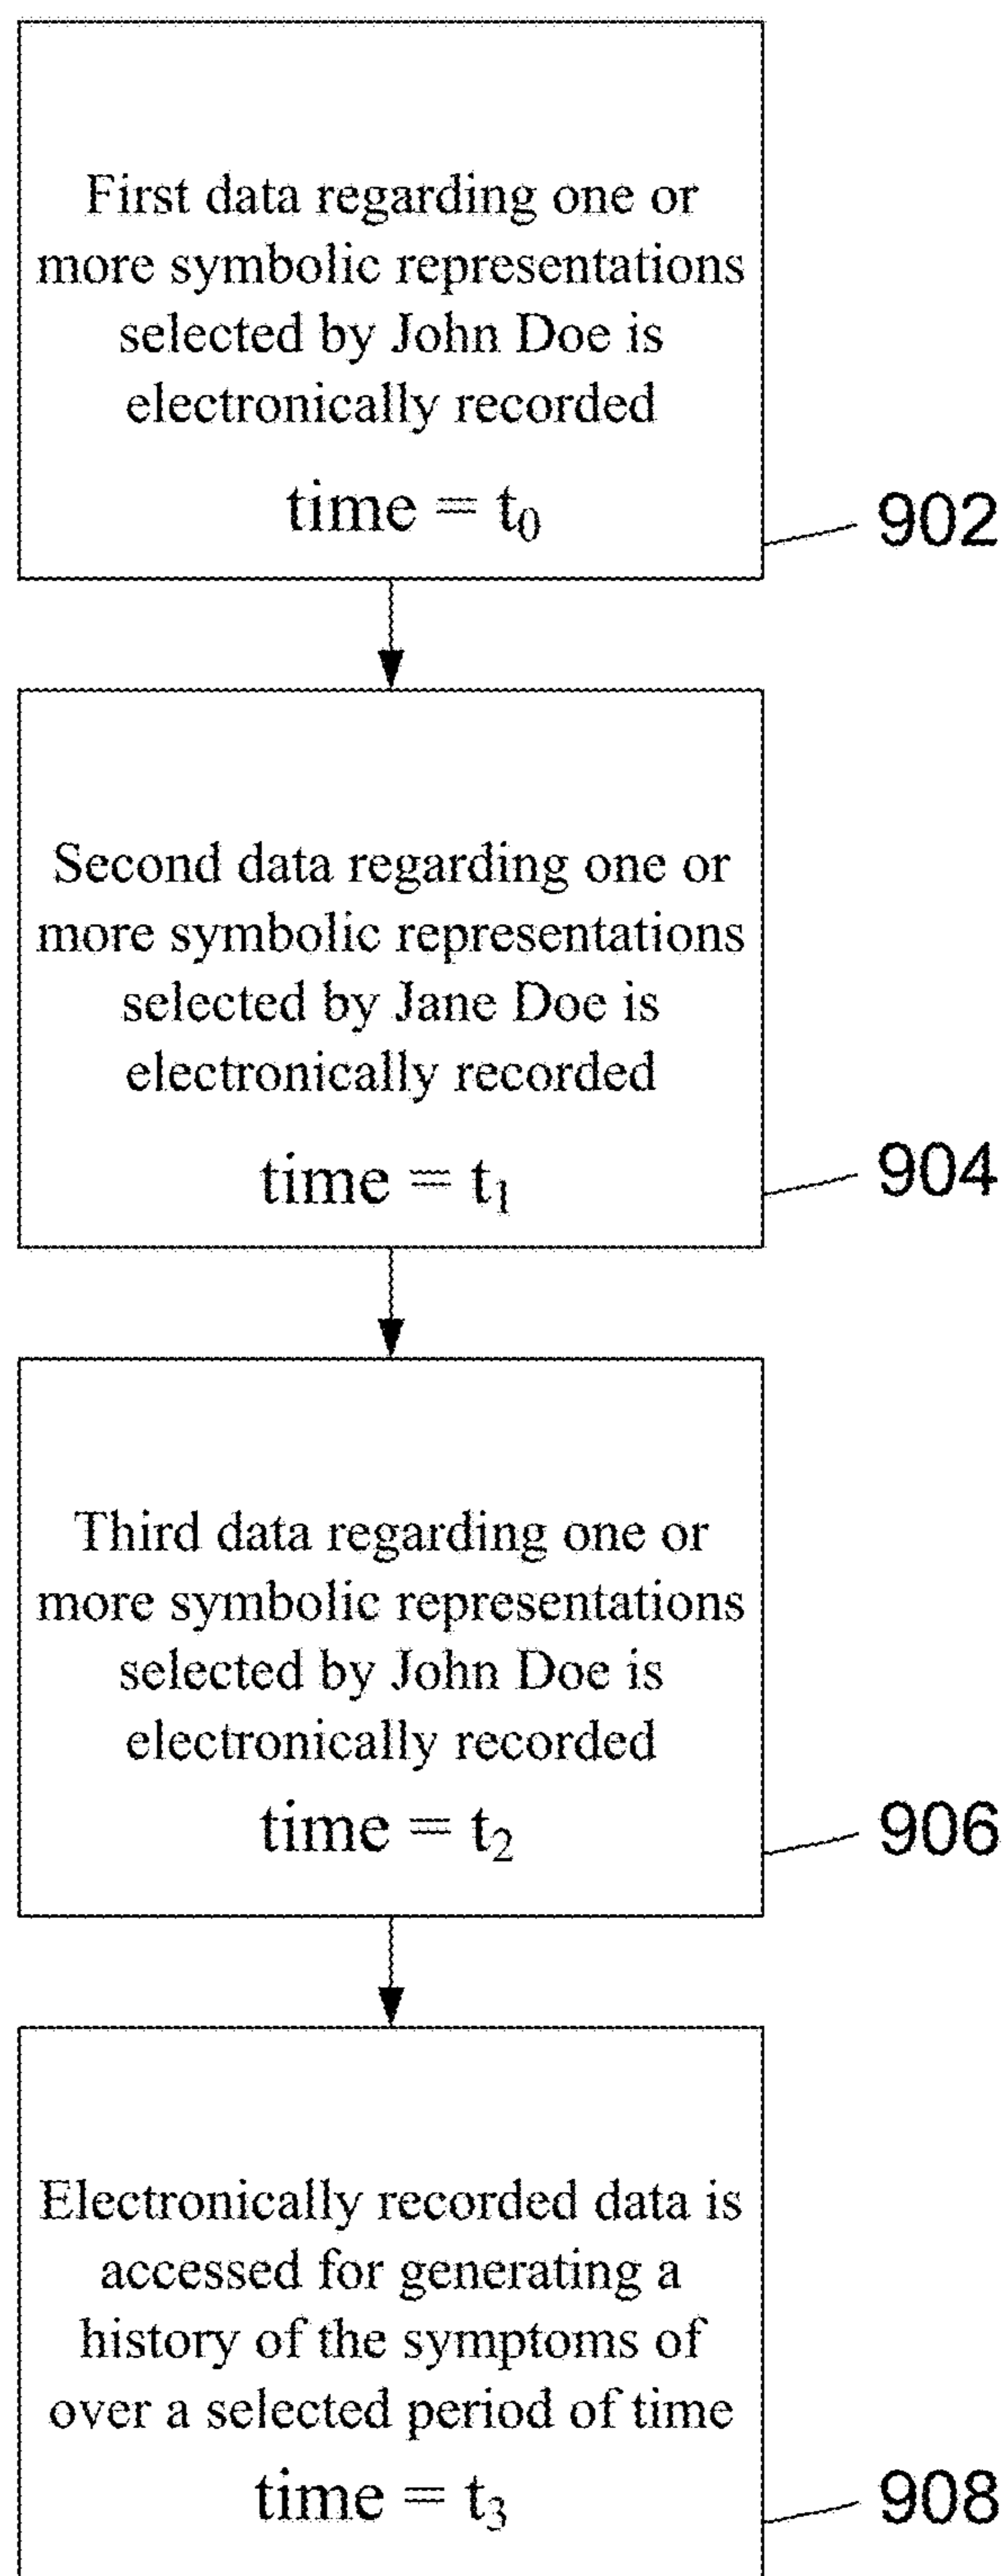 First data regarding one or
more symbolic representations
selected by John Doe is
electronically recorded
time = t₀
902
Second data regarding one or
more symbolic representations
selected by Jane Doe is
electronically recorded
time = t₁
904
Third data regarding one or
more symbolic representations
selected by John Doe is
electronically recorded
time = t₂
906
Electronically recorded data is
accessed for generating a
history of the symptoms of
over a selected period of time
time = t₃
908